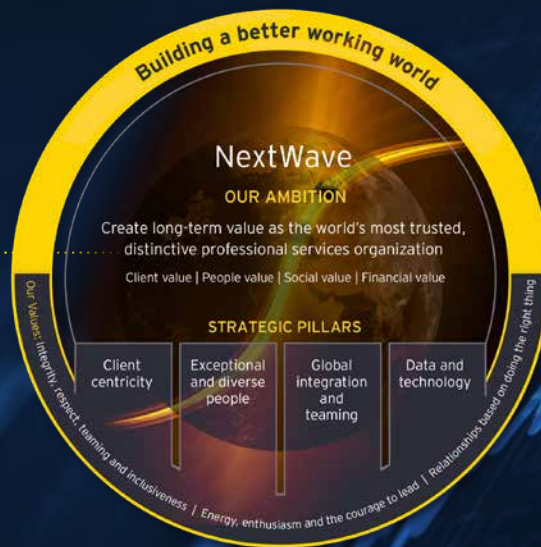 Building a better working world
NextWave
OUR AMBITION
Create long-term value as the world's most trusted,
distinctive professional services organization
Client value | People value | Social value | Financial value
STRATEGIC PILLARS
Client
centricity
Exceptional
and diverse
people
Global
integration
and
teaming
Data and
technology
Our Values: Integrity, respect, teaming and inclusiveness | Energy, enthusiasm and the courage to lead | Relationships based on doing the right thing